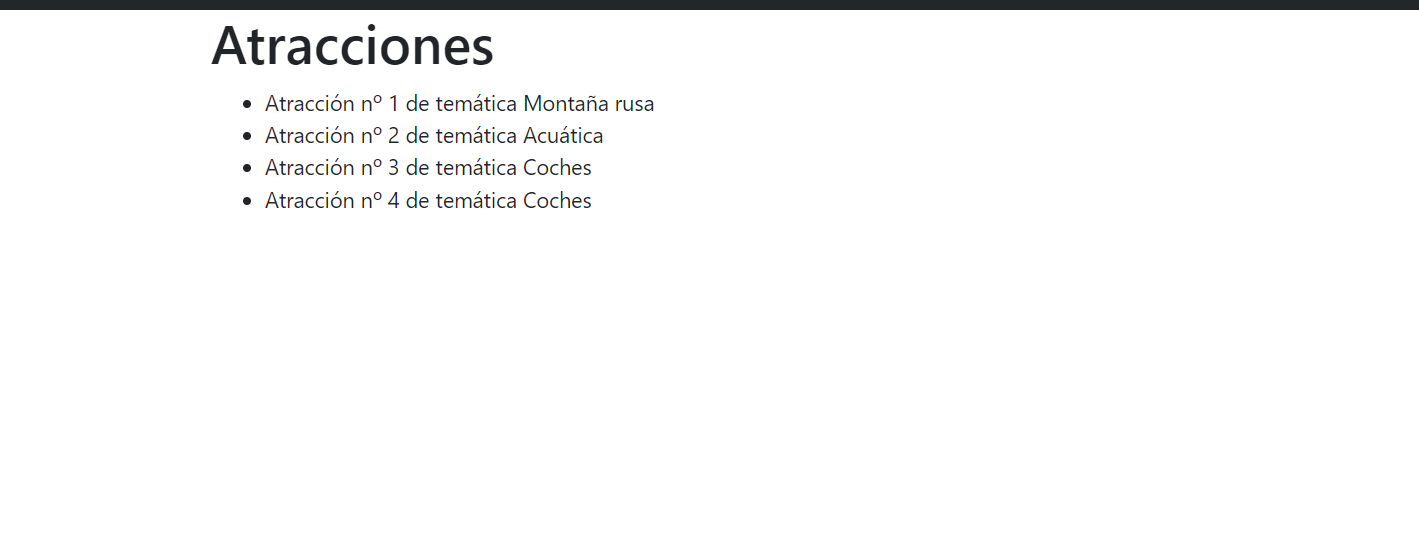 Atracciones
Atracción nº 1 de temática Montaña rusa
Atracción nº 2 de temática Acuática
Atracción nº 3 de temática Coches
Atracción nº 4 de temática Coches